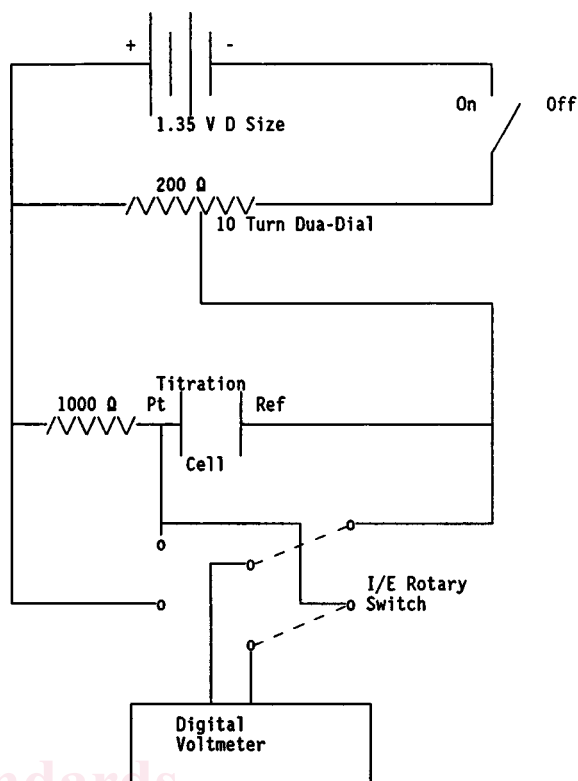 + -
1.35 V D Size
On Off
200 Ω
10 Turn Dua-Dial
Titration
1000 Ω Pt Ref
Cell
I/E Rotary
Switch
Digital
Voltmeter
ndards